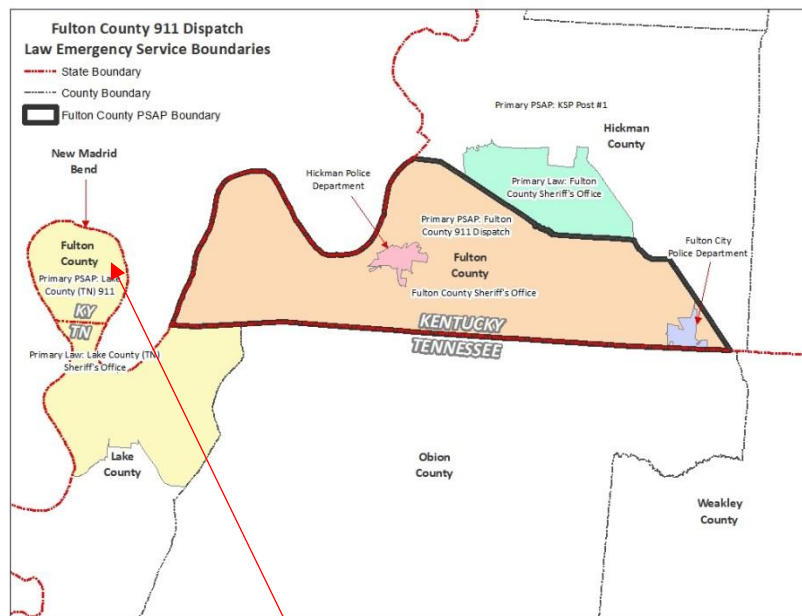 Fulton County 911 Dispatch
Law Emergency Service Boundaries
State Boundary
County Boundary
Fulton County PSAP Boundary
Primary PSAP: KSP Post #1
Hickman
County
New Madrid
Bend
Hickman Police
Department
Primary Law: Fulton
County Sheriff's Office
Primary PSAP: Fulton
County 911 Dispatch
Fulton City
Police Department
Fulton
County
Primary PSAP: Lake
County (TN) 911
Fulton
County
Fulton County Sheriff's Office
KY
TN
KENTUCKY
TENNESSEE
Primary Law: Lake County (TN)
Sheriff's Office
Lake
County
Obion
County
Weakley
County